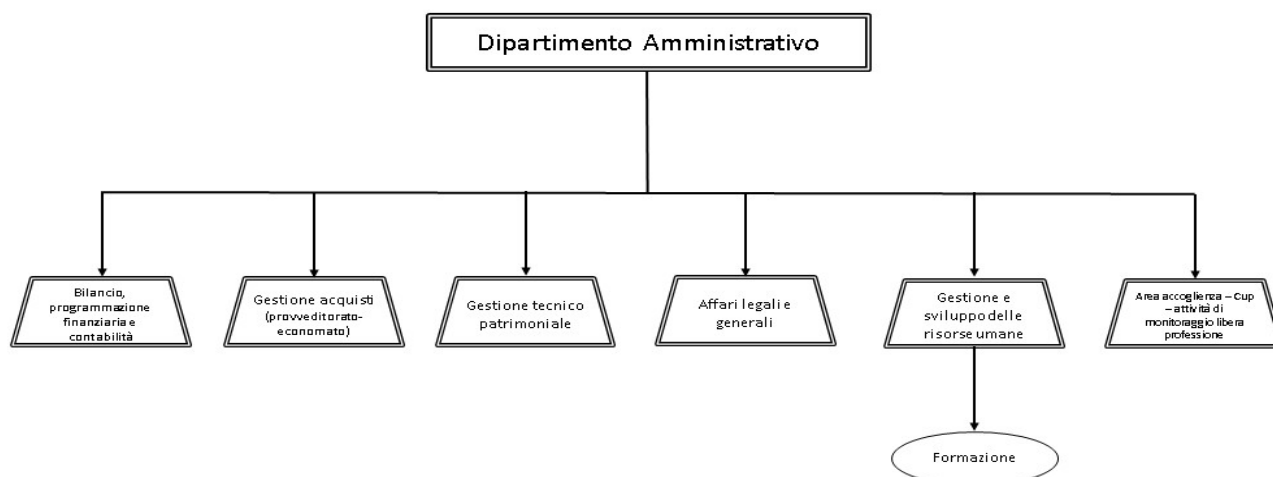 Dipartimento Amministrativo
Bilancio,
programmazione
finanziaria e
contabilità
Gestione acquisti
(provveditorato-
economato)
Gestione tecnico
patrimoniale
Affari legali e
generali
Gestione e
sviluppo delle
risorse umane
Area accoglienza – Cup
– attività di
monitoraggio libera
professione
Formazione